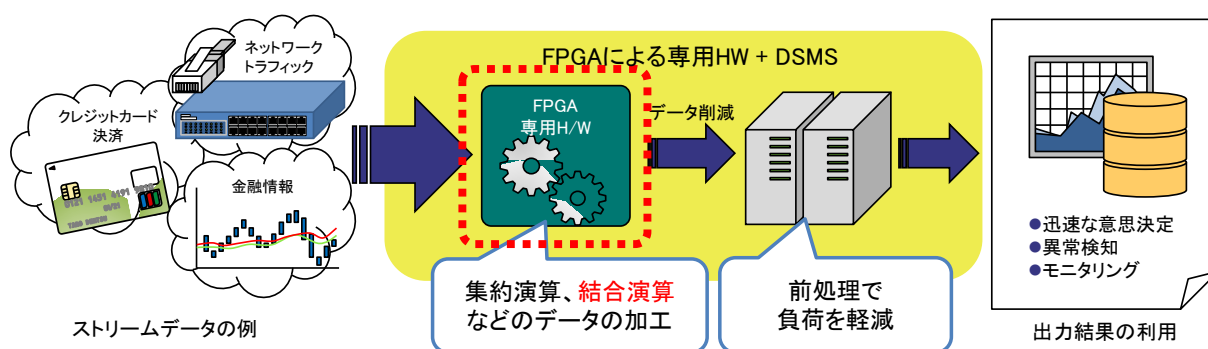 ネットワーク
トラフィック
クレジットカード
決済
金融情報
ストリームデータの例
FPGAによる専用HW + DSMS
FPGA
専用H/W
データ削減
集約演算、結合演算
などのデータの加工
前処理で
負荷を軽減
●迅速な意思決定
●異常検知
●モニタリング
出力結果の利用